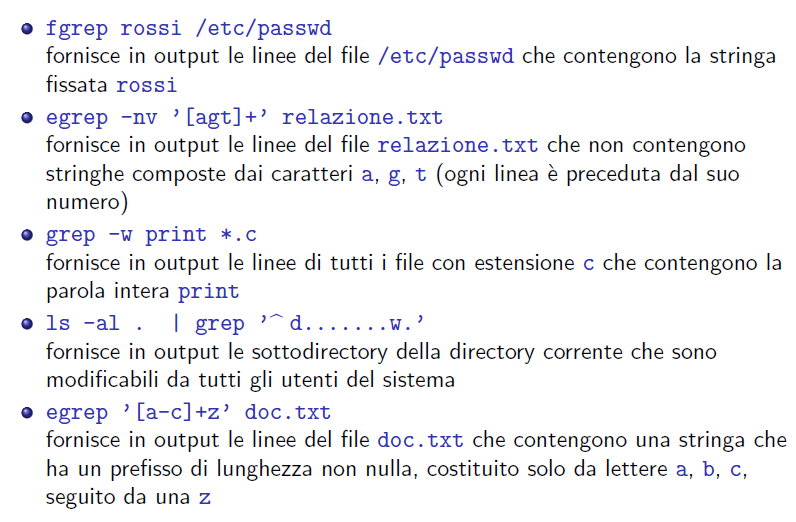 fgrep rossi /etc/passwd
fornisce in output le linee del file /etc/passwd che contengono la stringa
fissata rossi
egrep -nv ’[agt]+’ relazione.txt
fornisce in output le linee del file relazione.txt che non contengono
stringhe composte dai caratteri a, g, t (ogni linea è preceduta dal suo
numero)
grep -w print *.c
fornisce in output le linee di tutti i file con estensione c che contengono la
parola intera print
ls -al . | grep ’^d.......w.’
fornisce in output le sottodirectory della directory corrente che sono
modificabili da tutti gli utenti del sistema
egrep ’[a-c]+z’ doc.txt
fornisce in output le linee del file doc.txt che contengono una stringa che
ha un prefisso di lunghezza non nulla, costituito solo da lettere a, b, c,
seguito da una z